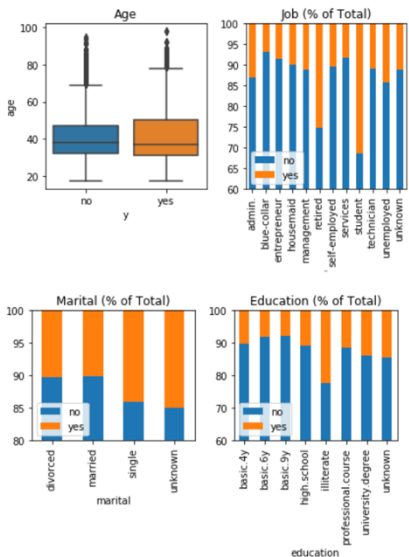 Age
100
80
60
40
20
age
no
yes
y
Job (% of Total)
100
95
90
85
80
75
70
65
60
no
yes
admin.
blue-collar
entrepreneur
housemaid
management
retired
self-employed
services
student
technician
unemployed
unknown
Marital (% of Total)
100
95
90
85
80
no
yes
divorced
married
single
unknown
marital
Education (% of Total)
100
90
80
70
60
no
yes
basic.4y
basic.6y
basic.9y
high.school
illiterate
professional.course
university.degree
unknown
education